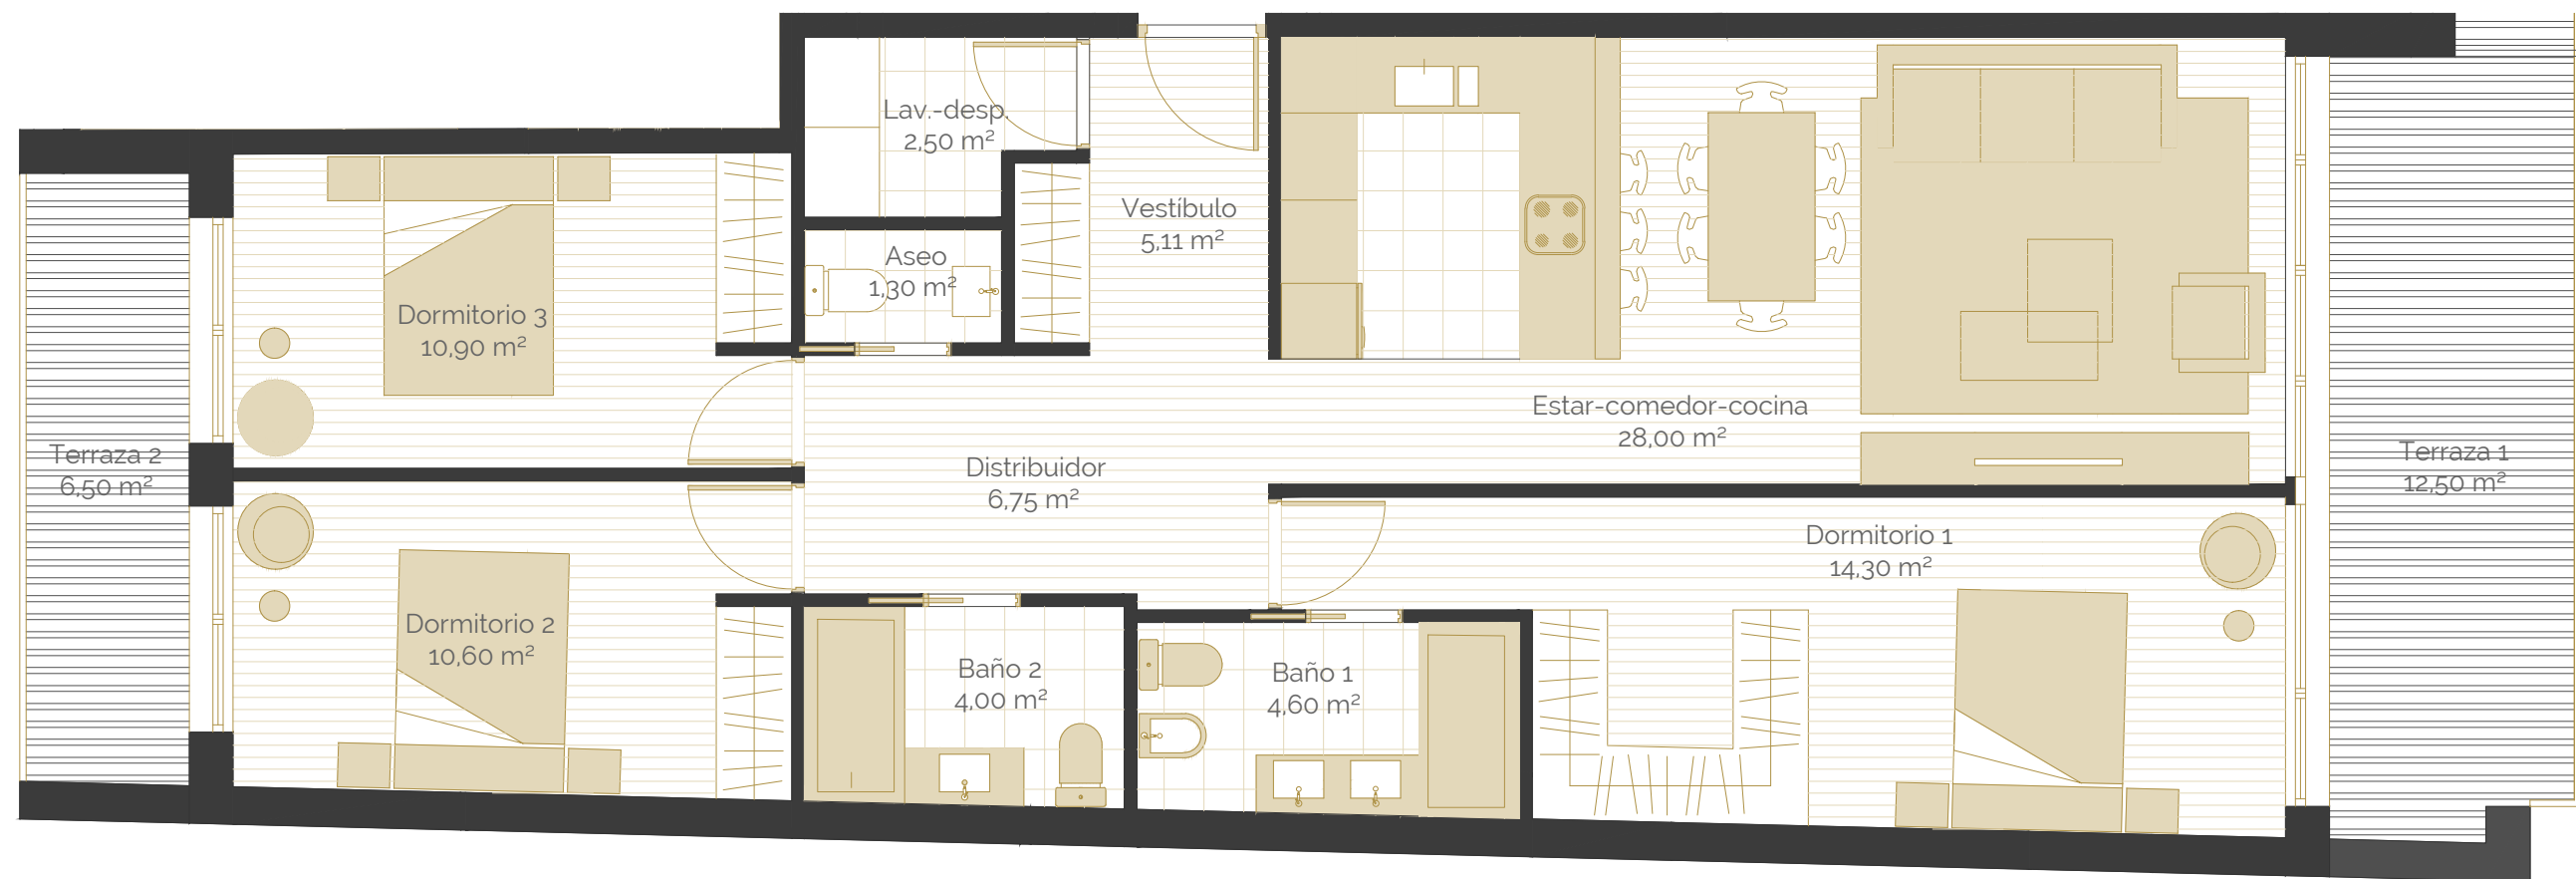 Lav.-desp.
2,50 m²
Vestíbulo
5,11 m²
Aseo
1,30 m²
Dormitorio 3
10,90 m²
Estar-comedor-cocina
28,00 m²
Terraza 2
6,50 m²
Distribuidor
6,75 m²
Terraza 1
12,50 m²
Dormitorio 1
14,30 m²
Dormitorio 2
10,60 m²
Baño 2
4,00 m²
Baño 1
4,60 m²